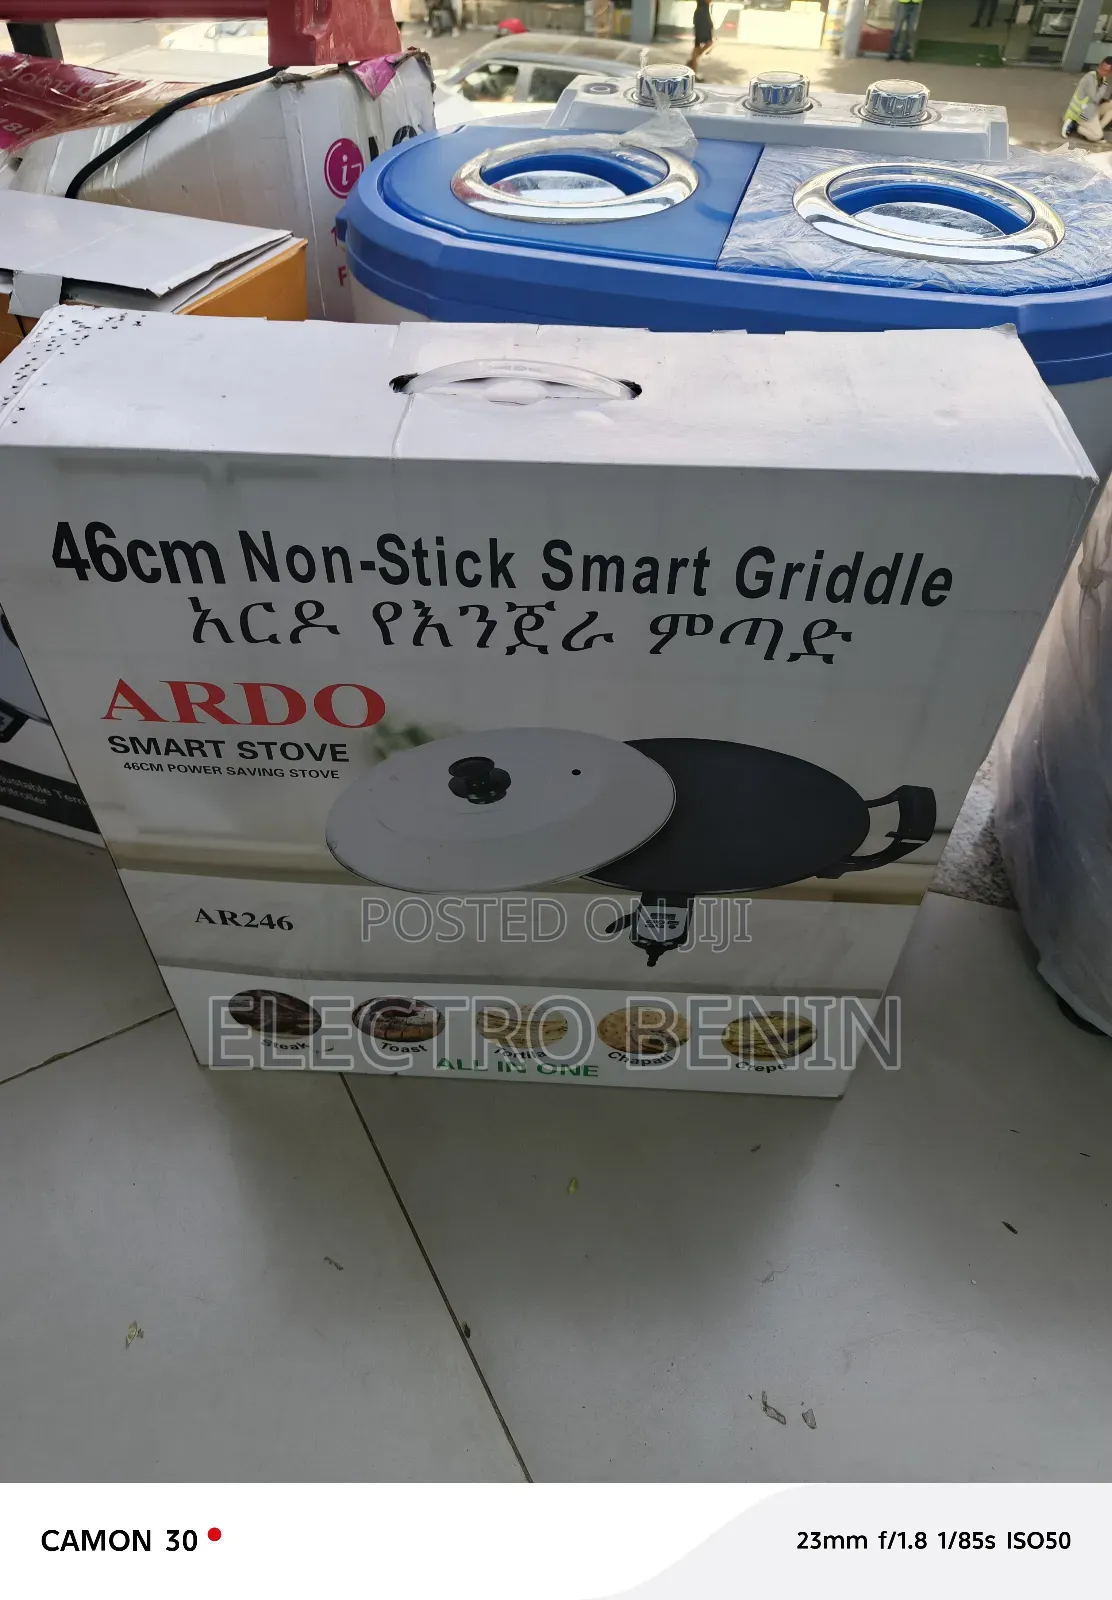 46cm Non-Stick Smart Griddle
አርዶ የእንጀራ ምጣድ
ARDO
SMART STOVE
46CM POWER SAVING STOVE
AR246
POSTED ON JIJI
ELECTRO BENIN
Steak
Toast
Tortilla
Chapati
Crepe
ALL IN ONE
CAMON 30
23mm f/1.8 1/85s ISO50